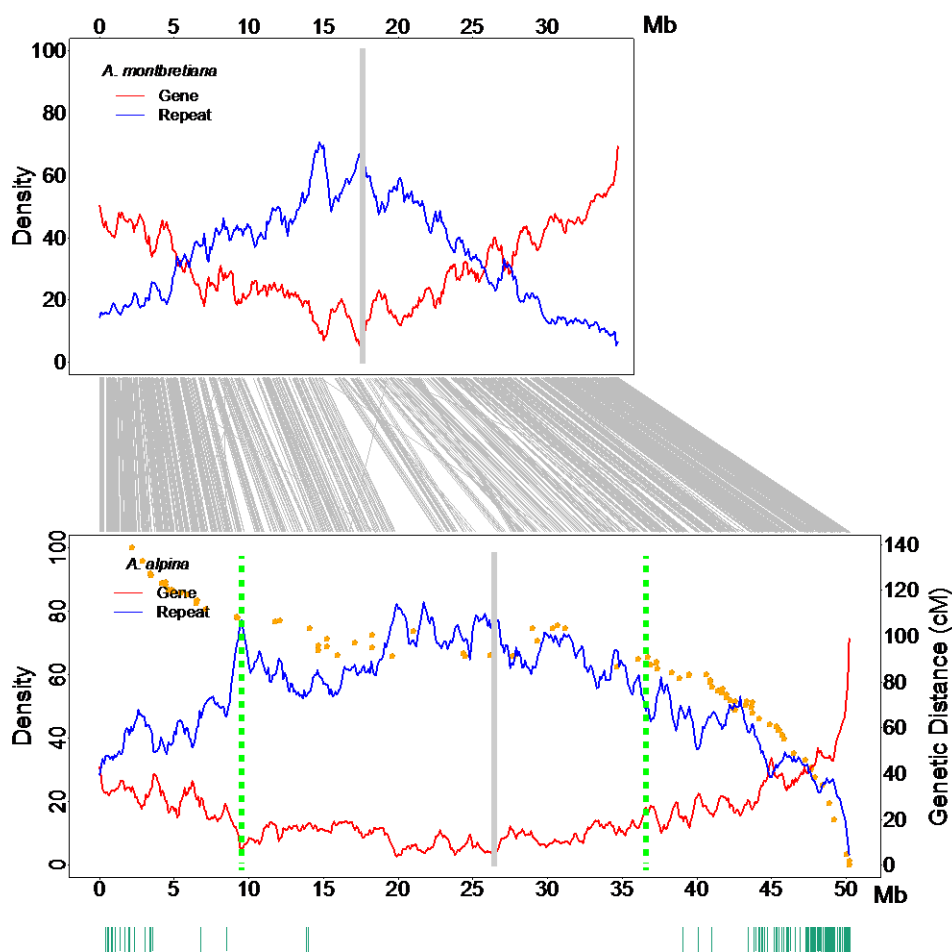 0 5 10 15 20 25 30 Mb
100
A. montbretiana
Gene
Repeat
80
60
40
20
0
Density
100
A. alpina
Gene
Repeat
80
60
40
20
0
Density
140
120
100
80
60
40
20
0
Genetic Distance (cM)
0 5 10 15 20 25 30 35 40 45 50 Mb